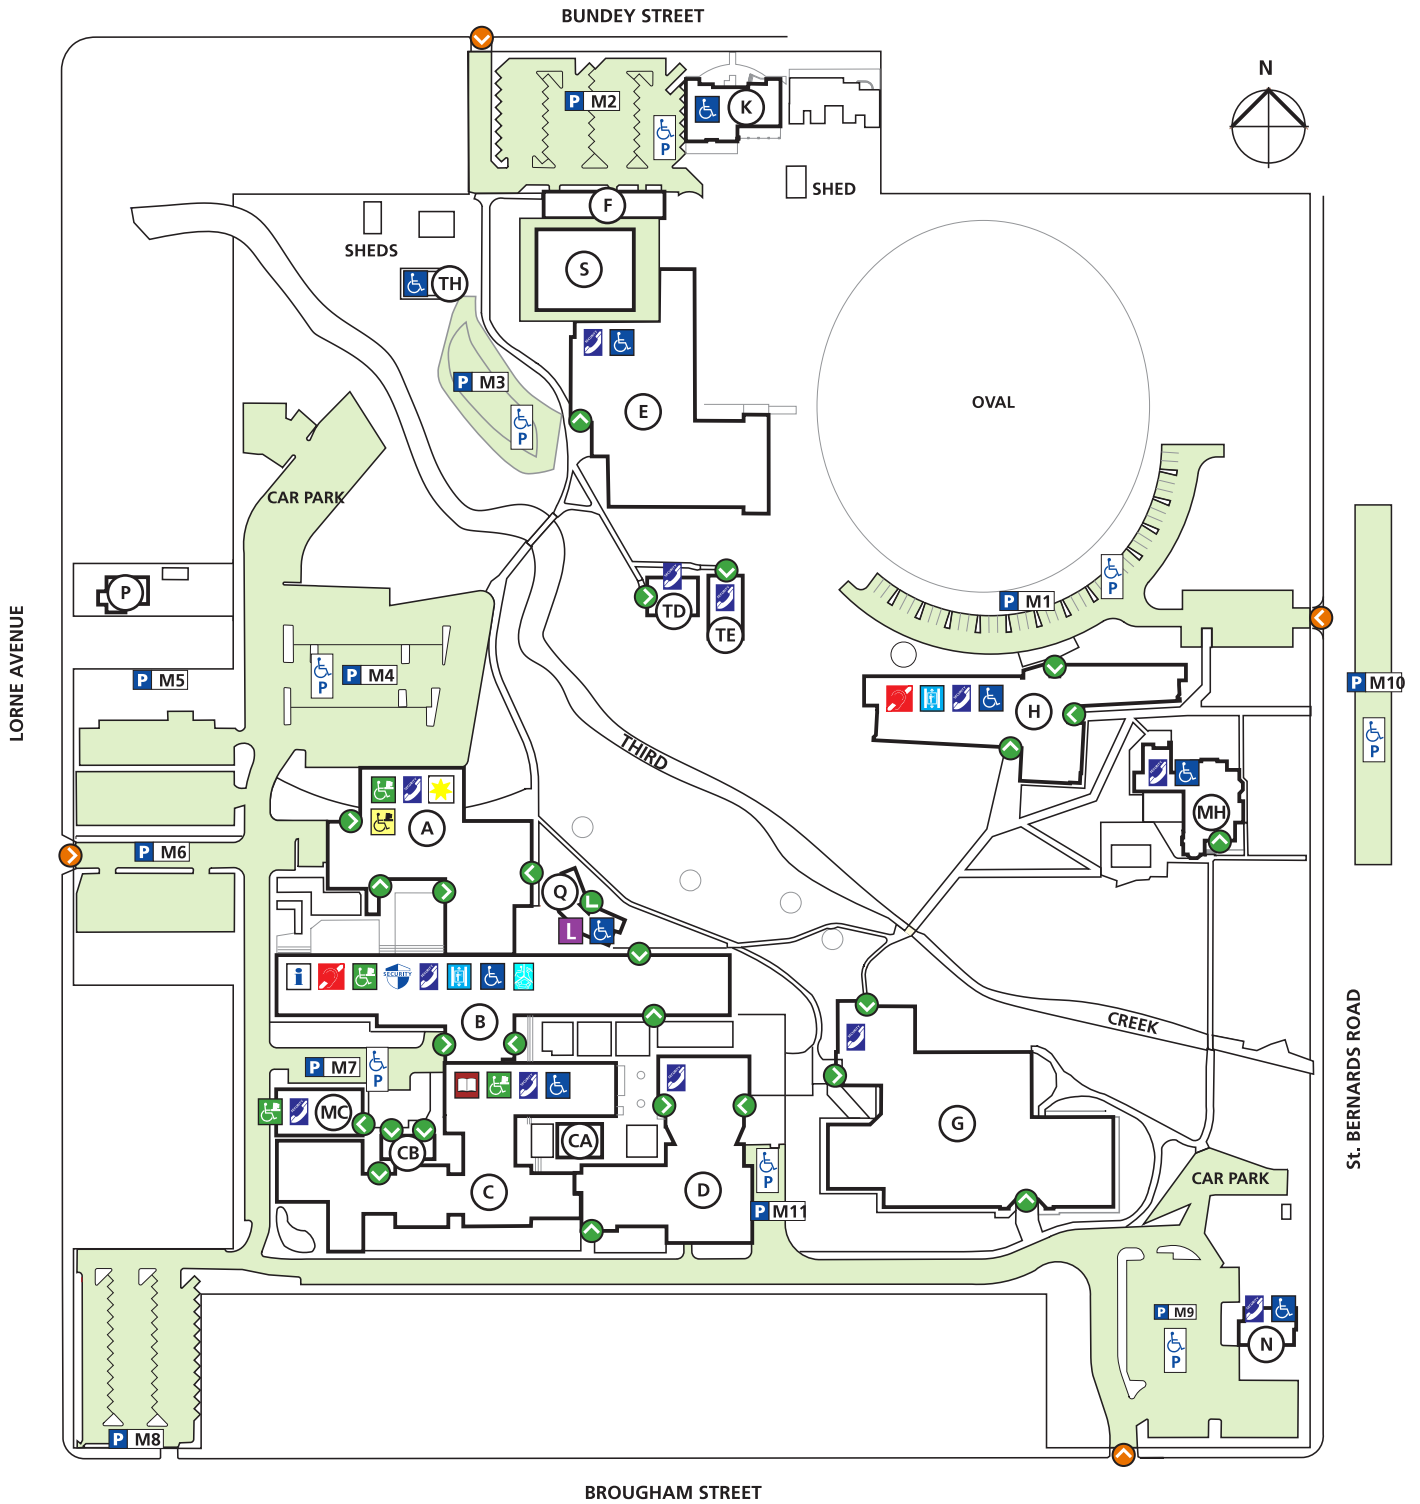 BUNDEY STREET
N
P M2
K
P
SHED
F
SHEDS
S
TH
P M3
P
E
OVAL
CAR PARK
P
P
TD
TE
P M1
P M5
P
P M4
P M10
P
H
LORNE AVENUE
THIRD
MH
A
P M6
Q
L
L
i
SECURITY
B
CREEK
St. BERNARDS ROAD
P M7
P
MC
CB
CA
G
P
C
D
CAR PARK
P M11
P M9
P
N
P M8
BROUGHAM STREET